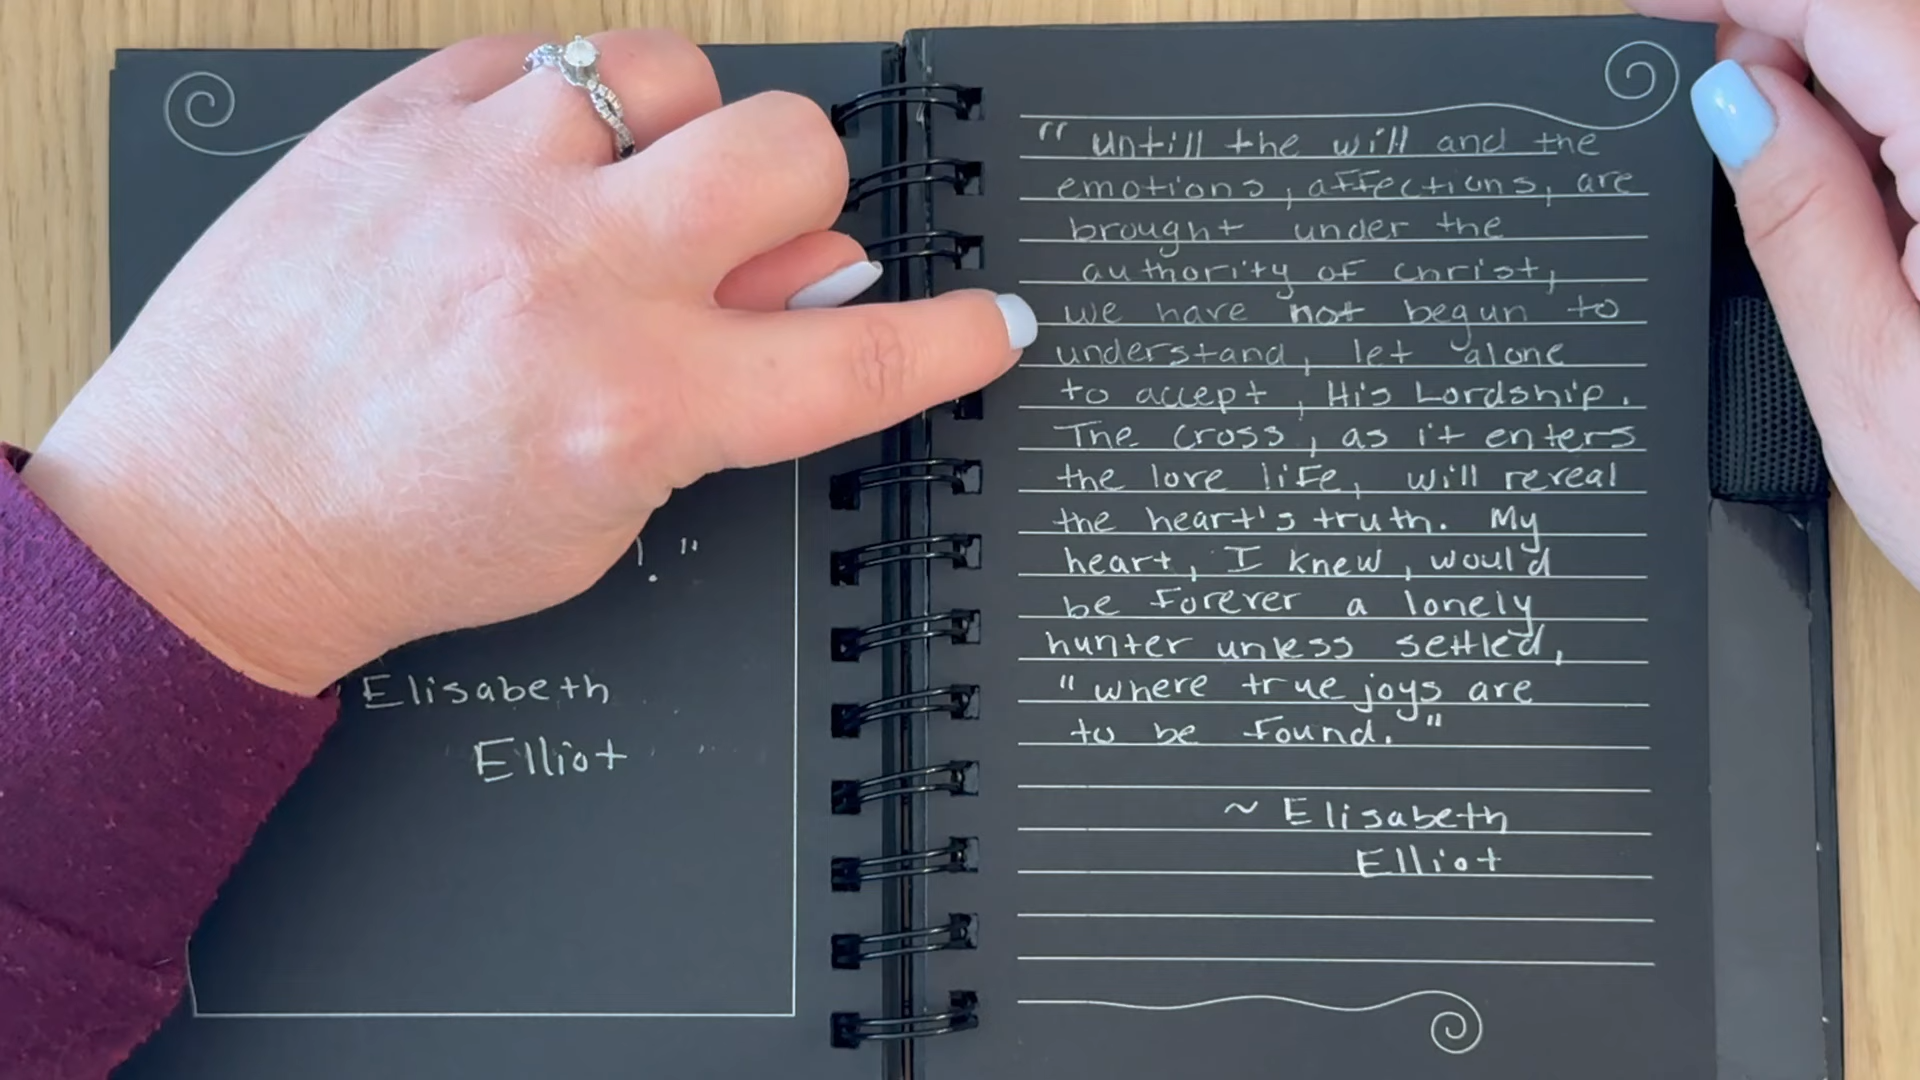 ."
Elisabeth
Elliot
"Untill the will and the
emotions, affections, are
brought under the
authority of Christ,
we have not begun to
understand, let alone
to accept, His Lordship.
The cross, as it enters
the love life, will reveal
the heart's truth. My
heart, I knew, would
be forever a lonely
hunter unless settled,
"where true joys are
to be found."
~ Elisabeth
Elliot